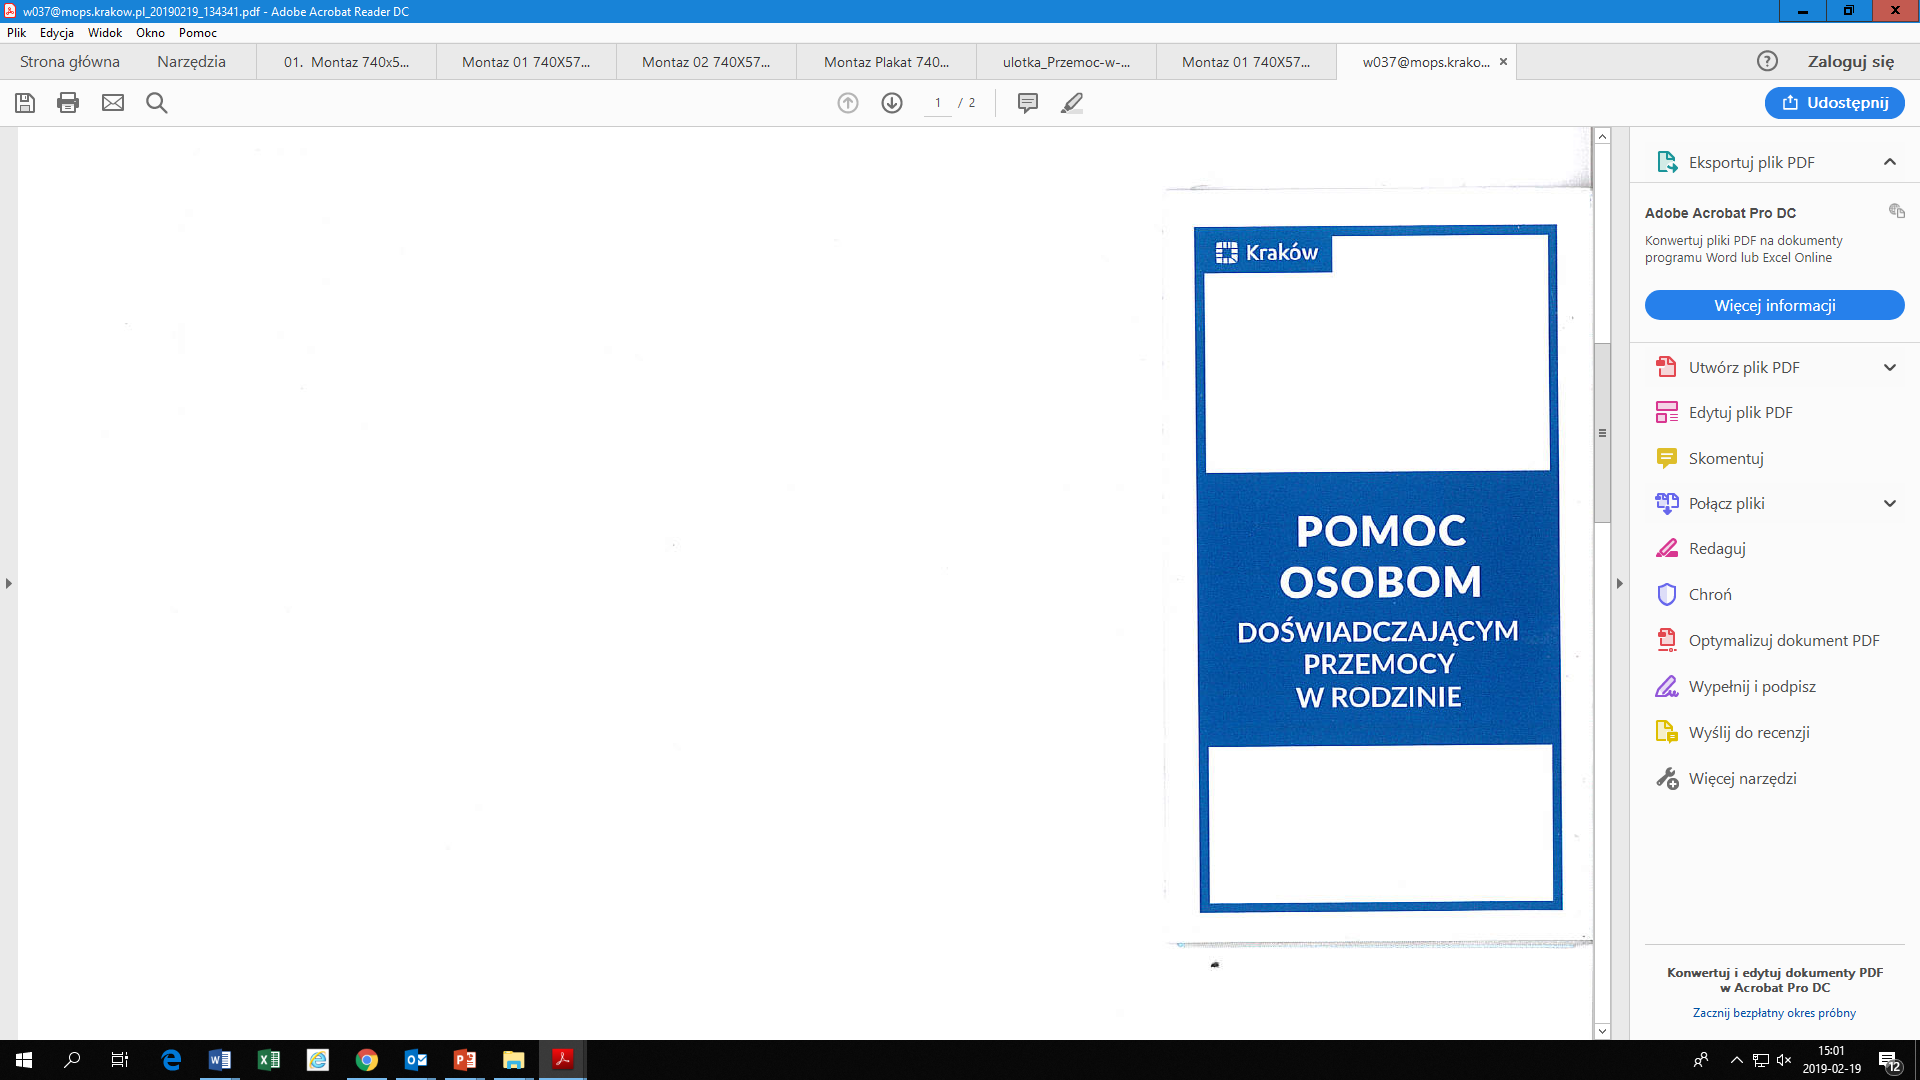 w037@mops.krakow.pl_20190219_134341.pdf - Adobe Acrobat Reader DC
Plik Edycja Widok Okno Pomoc
Strona główna Narzędzia 01. Montaz 740x5... Montaz 01 740X57... Montaz 02 740X57... Montaz Plakat 740... ulotka_Przemoc-w-... Montaz 01 740X57... w037@mops.krako... Zaloguj się
1 / 2 Udostępnij
Eksportuj plik PDF
Adobe Acrobat Pro DC
Konwertuj pliki PDF na dokumenty
programu Word lub Excel Online
Więcej informacji
Utwórz plik PDF
Edytuj plik PDF
Skomentuj
Połącz pliki
Redaguj
Chroń
Optymalizuj dokument PDF
Wypełnij i podpisz
Wyślij do recenzji
Więcej narzędzi
Konwertuj i edytuj dokumenty PDF
w Acrobat Pro DC
Zacznij bezpłatny okres próbny
Kraków
POMOC
OSOBOM
DOŚWIADCZAJĄCYM
PRZEMOCY
W RODZINIE
15:01
2019-02-19
12